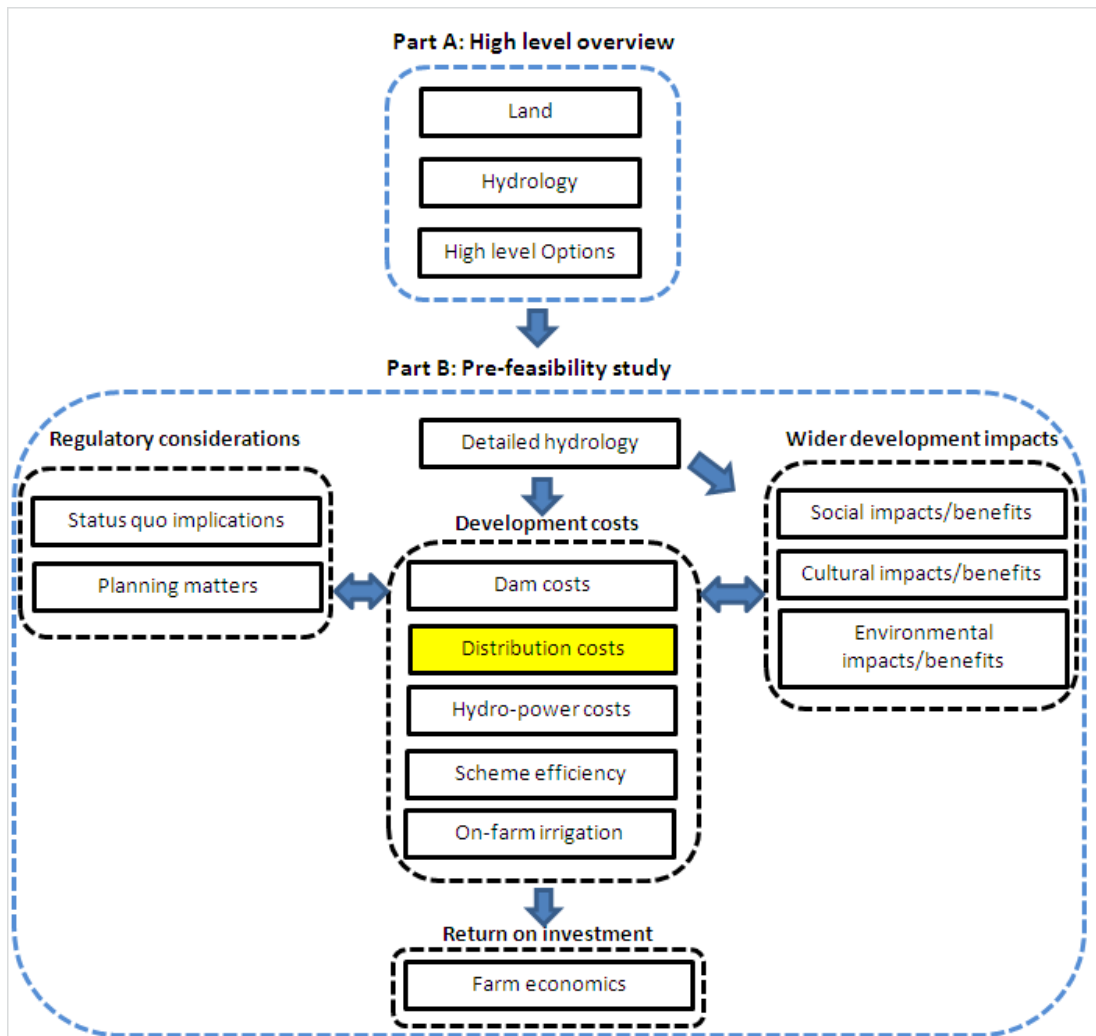 Part A: High level overview
Land
Hydrology
High level Options
Part B: Pre-feasibility study
Regulatory considerations
Status quo implications
Planning matters
Detailed hydrology
Development costs
Dam costs
Distribution costs
Hydro-power costs
Scheme efficiency
On-farm irrigation
Wider development impacts
Social impacts/benefits
Cultural impacts/benefits
Environmental
impacts/benefits
Return on investment
Farm economics